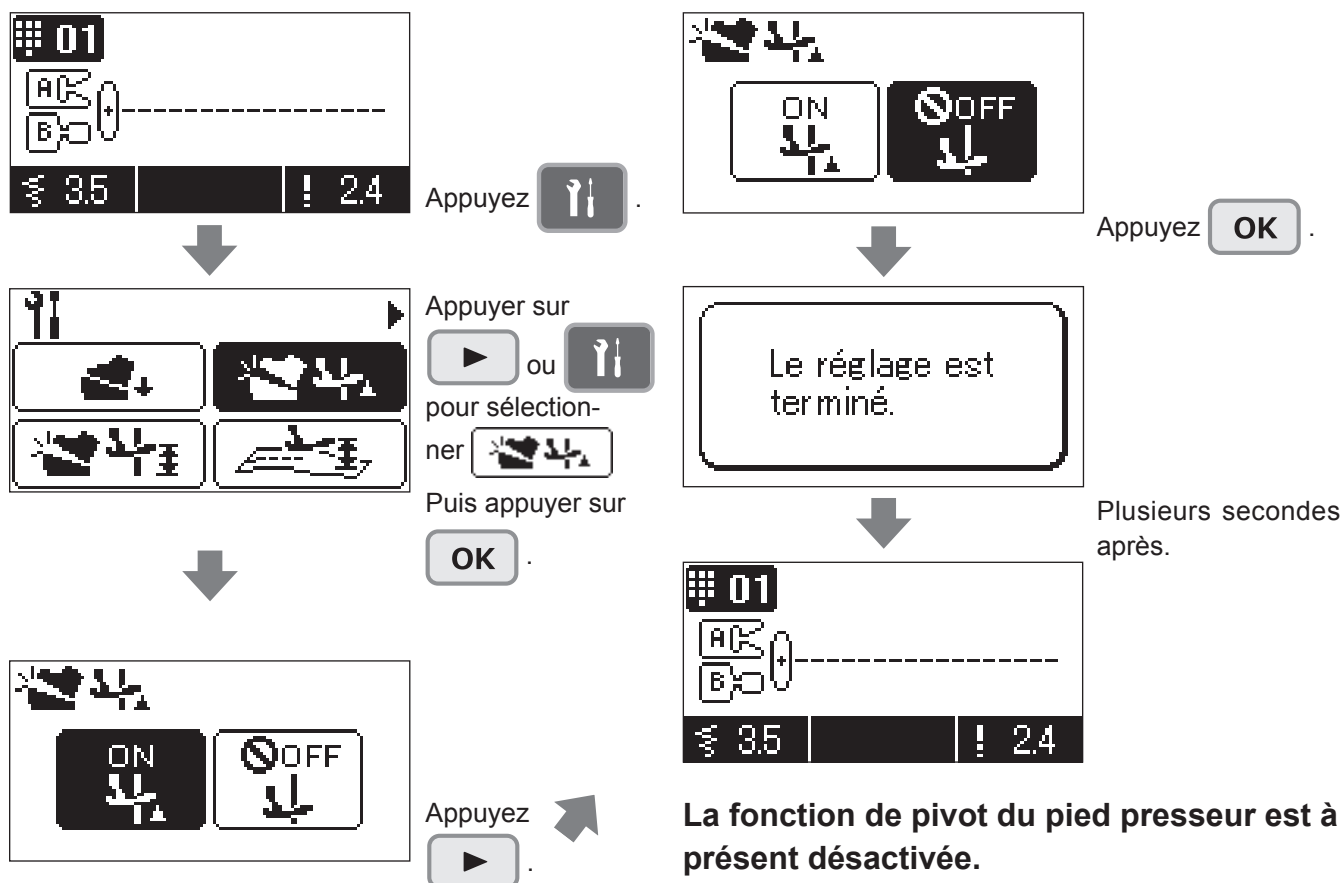 01
A
B
3.5 2.4
Appuyez .
Appuyer sur
ou
pour sélection-
ner
Puis appuyer sur
OK .
ON OFF
Appuyez
.
ON OFF
Appuyez OK .
Le réglage est
terminé.
Plusieurs secondes
après.
01
A
B
3.5 2.4
La fonction de pivot du pied presseur est à
présent désactivée.